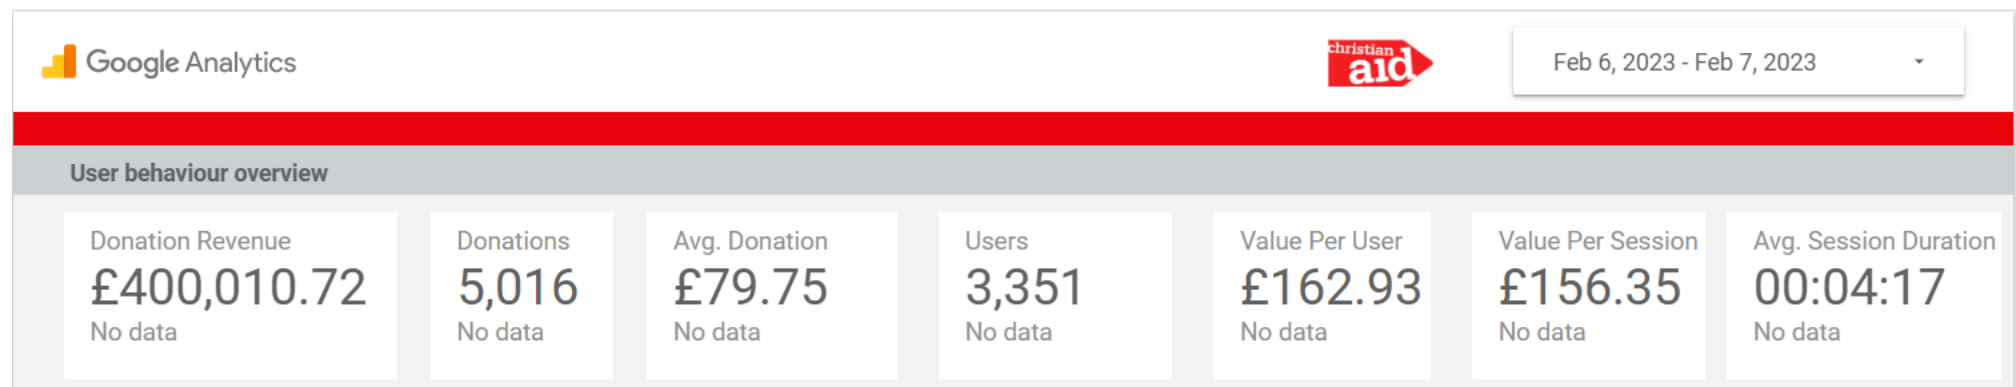 Google Analytics
christian
aid
Feb 6, 2023 - Feb 7, 2023
User behaviour overview
Donation Revenue
£400,010.72
No data
Donations
5,016
No data
Avg. Donation
£79.75
No data
Users
3,351
No data
Value Per User
£162.93
No data
Value Per Session
£156.35
No data
Avg. Session Duration
00:04:17
No data